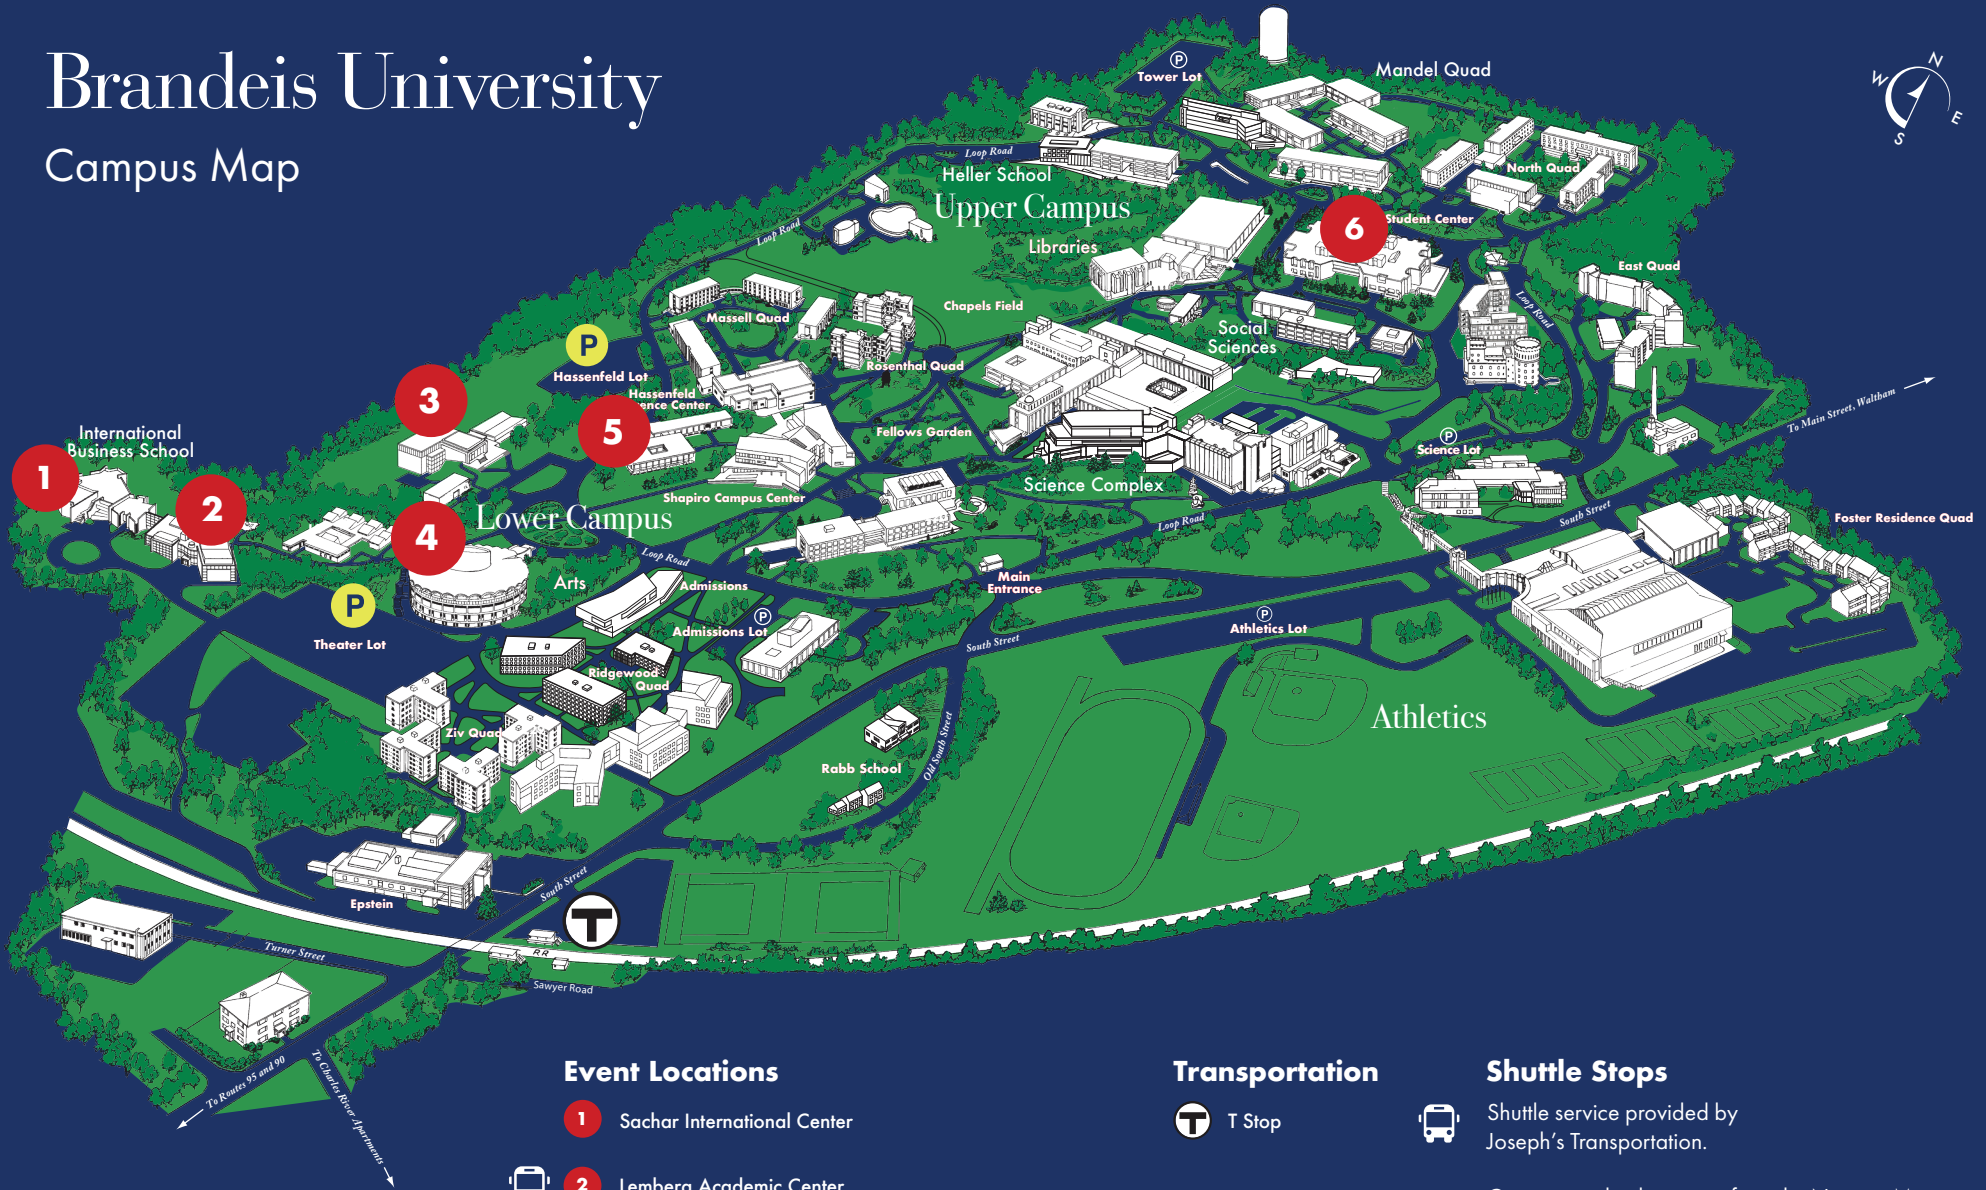 Brandeis University
Campus Map
N
W
E
S
P
Tower Lot
Mandel Quad
Loop Road
Heller School
Upper Campus
North Quad
6
Student Center
Loop Road
Libraries
East Quad
Chapels Field
Massell Quad
Loop Road
Social
Sciences
P
Hassenfeld Lot
Rosenthal Quad
3
Hassenfeld
ence Center
5
To Main Street, Waltham
International
Business School
Fellows Garden
P
Science Lot
1
2
Shapiro Campus Center
Science Complex
Lower Campus
4
Loop Road
South Street
Foster Residence Quad
Loop Road
Arts
Admissions
Main
Entrance
P
Theater Lot
P
Admissions Lot
P
Athletics Lot
South Street
Ridgewood
Quad
Athletics
Ziv Quad
Old South Street
Rabb School
Epstein
South Street
T
Turner Street
RR
Sawyer Road
To Routes 95 and 90
To Charles River Apartments
Event Locations
1 Sachar International Center
2 Lemberg Academic Center
Transportation
T T Stop
Shuttle Stops
Shuttle service provided by
Joseph's Transportation.